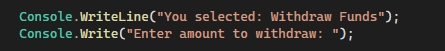 Console.WriteLine("You selected: Withdraw Funds");
Console.Write("Enter amount to withdraw: ");